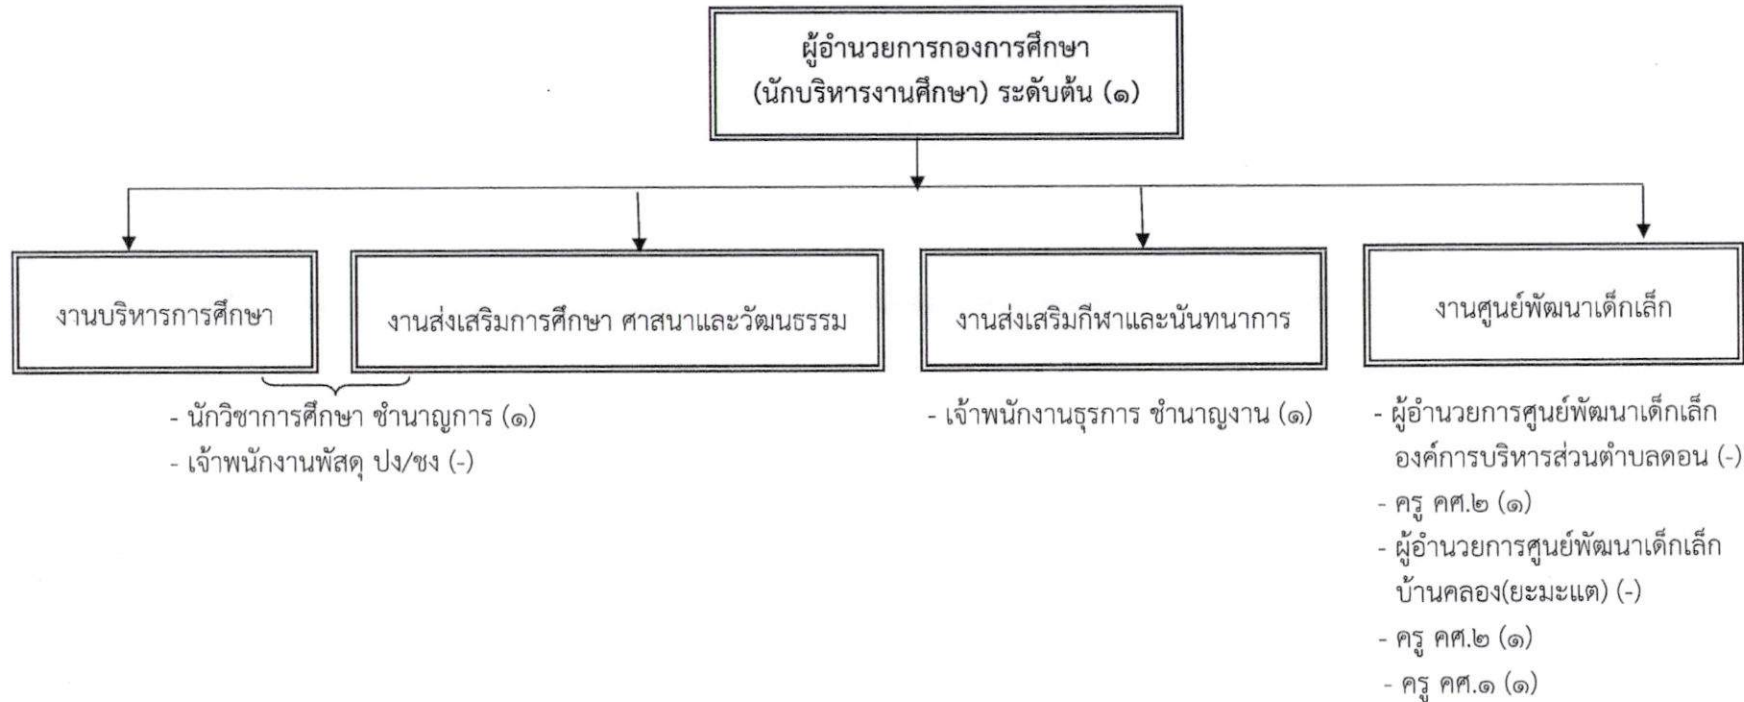 ผู้อำนวยการกองการศึกษา
(นักบริหารงานศึกษา) ระดับต้น (๑)
งานบริหารการศึกษา
งานส่งเสริมการศึกษา ศาสนาและวัฒนธรรม
งานส่งเสริมกีฬาและนันทนาการ
งานศูนย์พัฒนาเด็กเล็ก
- นักวิชาการศึกษา ชำนาญการ (๑)
- เจ้าพนักงานพัสดุ ปง/ชง (-)
- เจ้าพนักงานธุรการ ชำนาญงาน (๑)
- ผู้อำนวยการศูนย์พัฒนาเด็กเล็ก
องค์การบริหารส่วนตำบลดอน (-)
- ครู คศ.๒ (๑)
- ผู้อำนวยการศูนย์พัฒนาเด็กเล็ก
บ้านคลอง(ยะมะแต) (-)
- ครู คศ.๒ (๑)
- ครู คศ.๑ (๑)